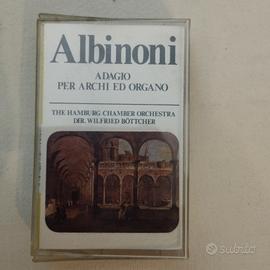 Albinoni
ADAGIO
PER ARCHI ED ORGANO
THE HAMBURG CHAMBER ORCHESTRA
DIR. WILFRIED BÖTTCHER
subito